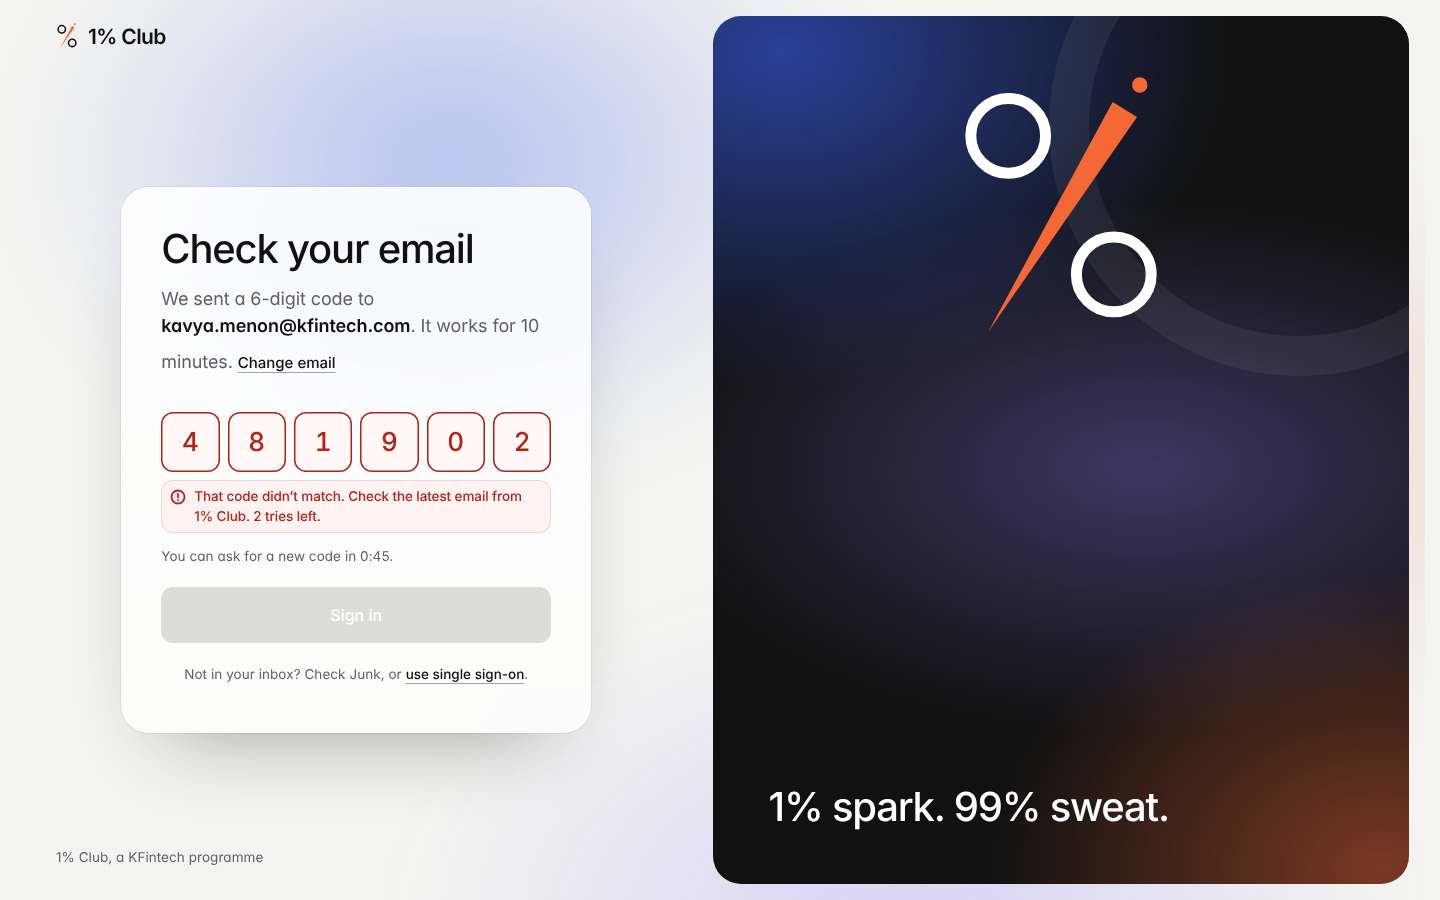 1% Club
Check your email
We sent a 6-digit code to
kavya.menon@kfintech.com. It works for 10
minutes. Change email
4 8 1 9 0 2
That code didn’t match. Check the latest email from
1% Club. 2 tries left.
You can ask for a new code in 0:45.
Sign in
Not in your inbox? Check Junk, or use single sign-on.
1% Club, a KFintech programme
1% spark. 99% sweat.